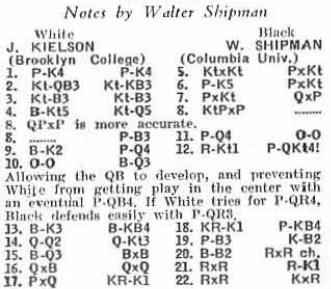 Notes by Walter Shipman
White Black
J. KIELSON W. SHIPMAN
(Brooklyn College) (Columbia Univ.)
1. P-K4 P-K4 5. KtxKt PxKt
2. Kt-QB3 Kt-KB3 6. P-K5 PxKt
3. Kt-B3 Kt-B3 7. PxKt QxP
4. B-Kt5 Kt-Q5 8. KtPxP ........
8. QPxP is more accurate.
8. ........ P-B3 11. P-Q4 O-O
9. B-K2 P-Q4 12. R-Kt1 P-QKt4!
10. O-O B-Q3
Allowing the QB to develop, and preventing
White from getting play in the center with
an eventual P-QB4. If White tries for P-QR4,
Black defends easily with P-QR3.
13. B-K3 B-KB4 18. KR-K1 P-KB4
14. Q-Q2 Q-Kt3 19. P-B3 K-B2
15. B-Q3 BxB 20. B-B2 RxR ch.
16. QxB QxQ 21. RxR R-K1
17. PxQ KR-K1 22. RxR KxR